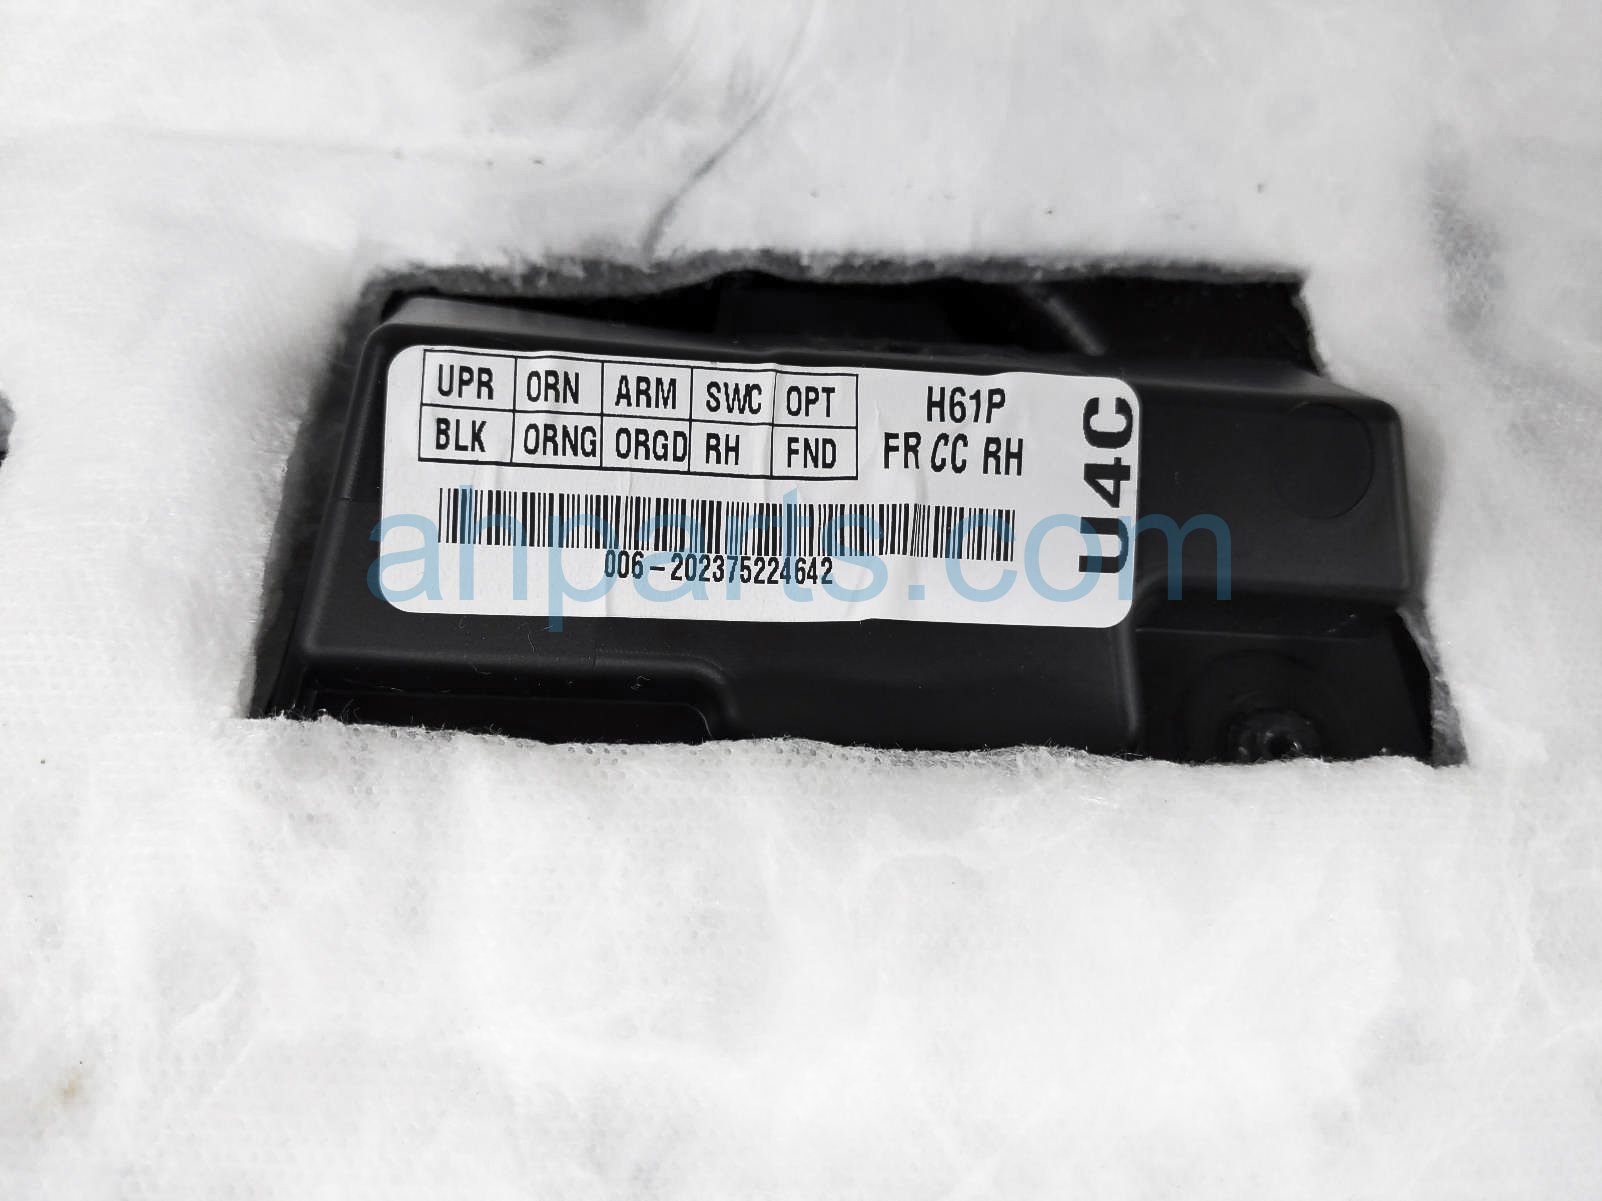 UPR ORN ARM SWC OPT H61P
BLK ORNG ORGD RH FND FR CC RH
U4C
006-202375224642
ahparts.com